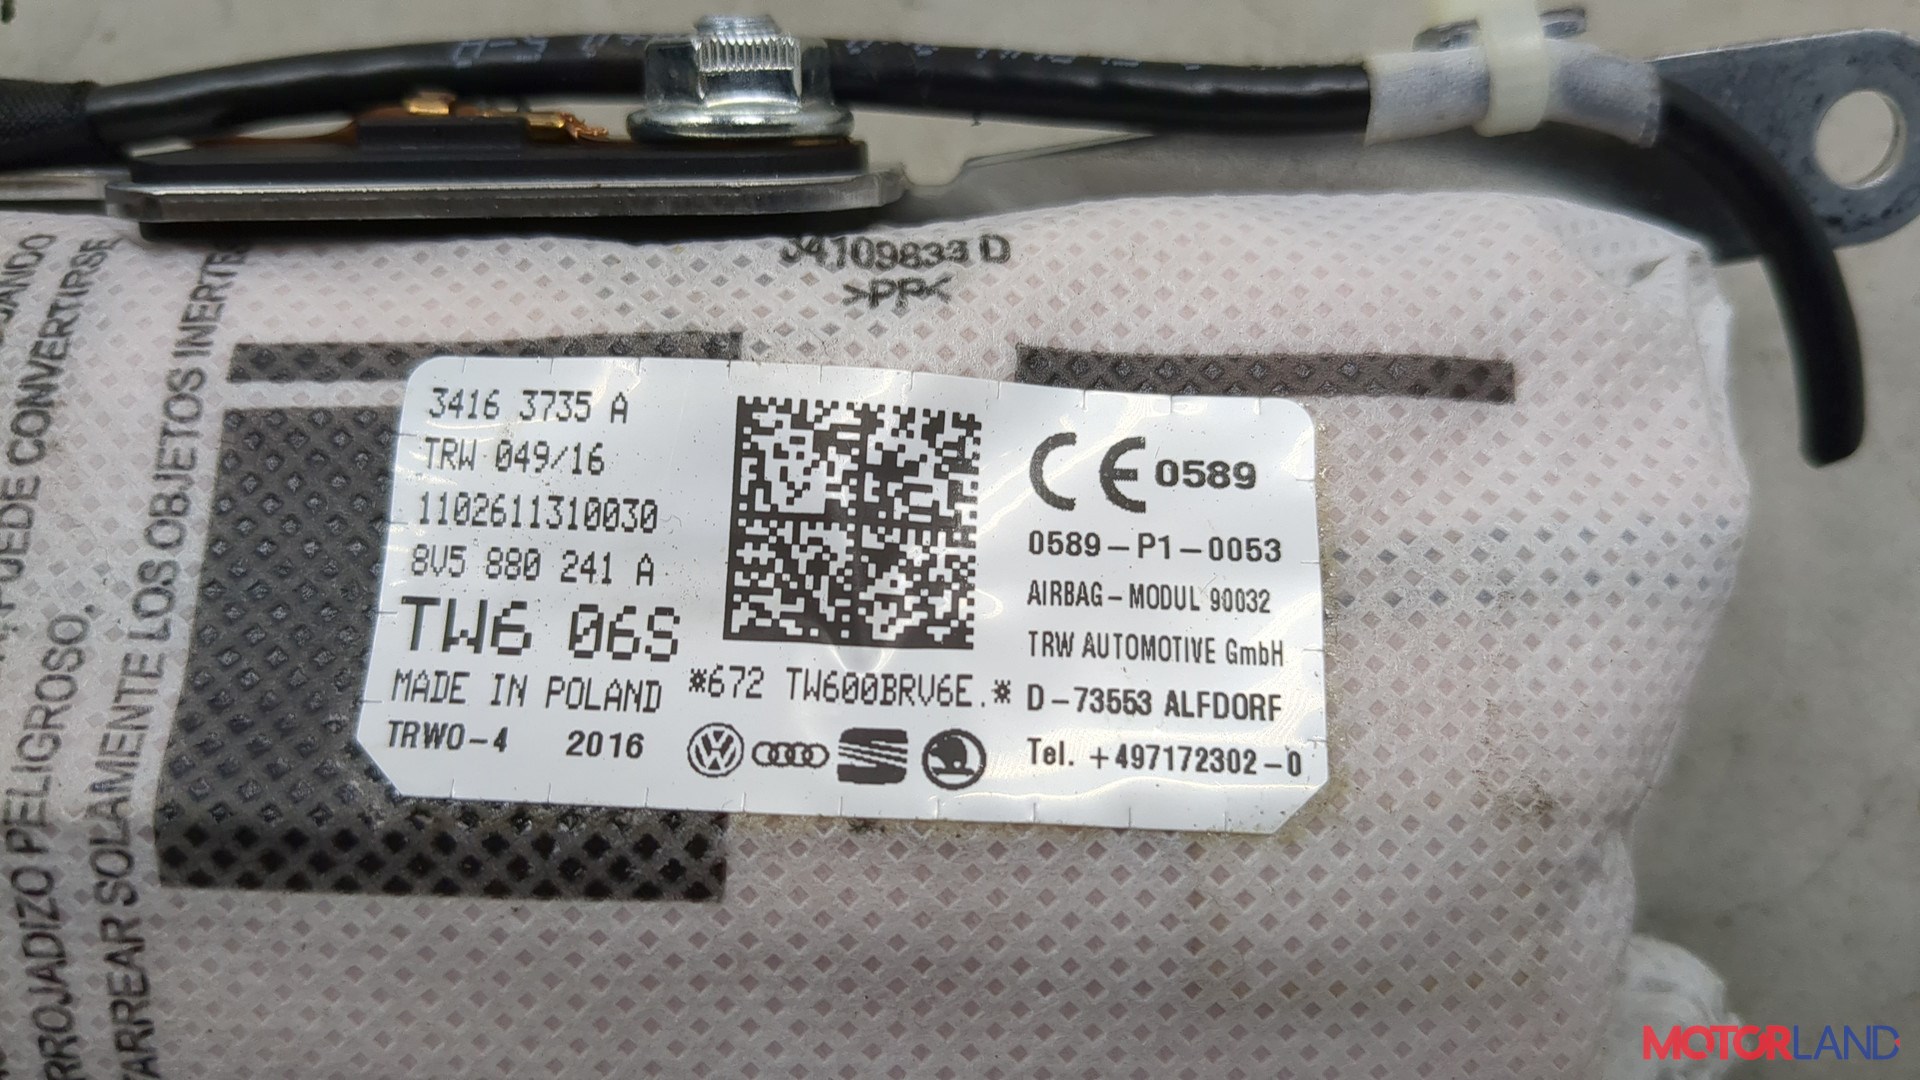 34109833 D
>PP<
3416 3735 A
TRW 049/16
1102611310030
8V5 880 241 A
TW6 06S
MADE IN POLAND
TRWO-4 2016
*672 TW600BRV6E.*
CE 0589
0589-P1-0053
AIRBAG-MODUL 90032
TRW AUTOMOTIVE GmbH
D-73553 ALFDORF
Tel. +497172302-0
PUEDE CONVERTIRSE
ARROJADIZO PELIGROSO,
ARREAR SOLAMENTE LOS OBJETOS INERTES
MOTORLAND